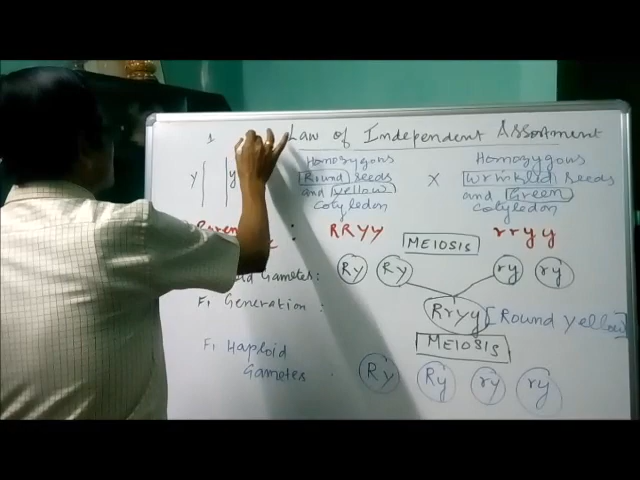 1
Law of Independent Assortment
Y y
Homozygous
Round seeds
and Yellow
Cotyledon
X
Homozygous
Wrinkled seeds
and Green
Cotyledon
: RRYY rryy
MEIOSIS
Gametes: RY RY ry ry
F1 Generation : RrYy [Round Yellow]
MEIOSIS
F1 Haploid
Gametes RY Ry rY ry